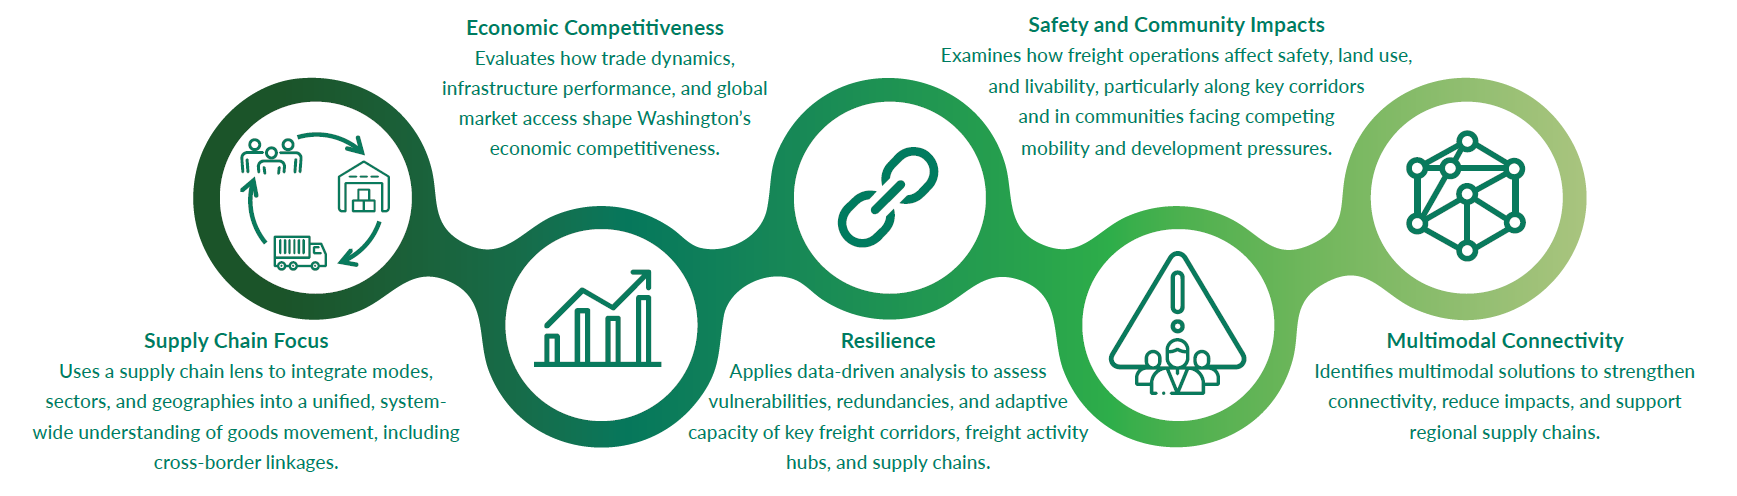 Economic Competitiveness
Evaluates how trade dynamics,
infrastructure performance, and global
market access shape Washington's
economic competitiveness.
Safety and Community Impacts
Examines how freight operations affect safety, land use,
and livability, particularly along key corridors
and in communities facing competing
mobility and development pressures.
Supply Chain Focus
Uses a supply chain lens to integrate modes,
sectors, and geographies into a unified, system-
wide understanding of goods movement, including
cross-border linkages.
Resilience
Applies data-driven analysis to assess
vulnerabilities, redundancies, and adaptive
capacity of key freight corridors, freight activity
hubs, and supply chains.
Multimodal Connectivity
Identifies multimodal solutions to strengthen
connectivity, reduce impacts, and support
regional supply chains.